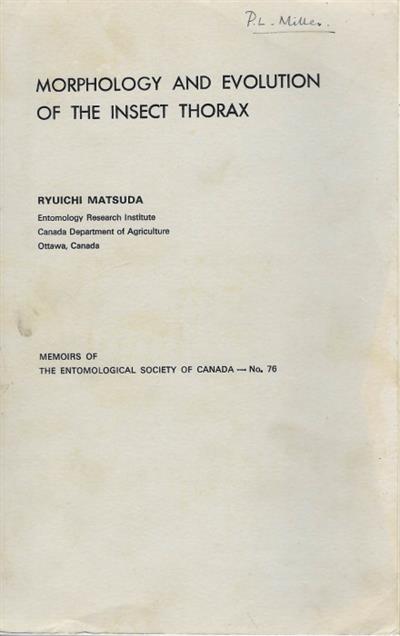 P.L. Miller.
MORPHOLOGY AND EVOLUTION
OF THE INSECT THORAX
RYUICHI MATSUDA
Entomology Research Institute
Canada Department of Agriculture
Ottawa, Canada
MEMOIRS OF
THE ENTOMOLOGICAL SOCIETY OF CANADA — No. 76